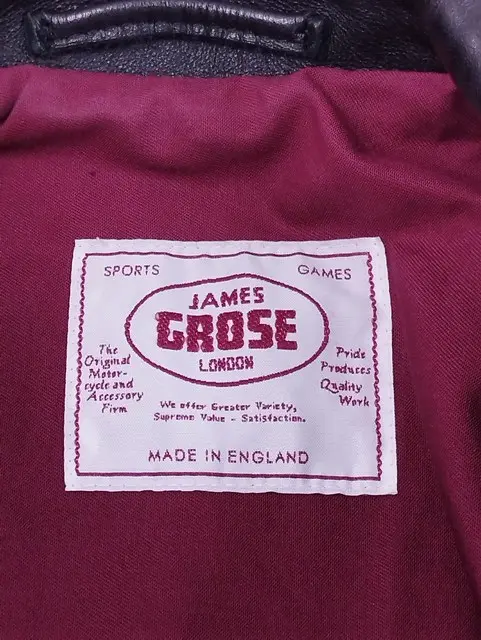 SPORTS GAMES
JAMES
GROSE
LONDON
The
Original
Motor-
cycle and
Accessory
Firm
Pride
Produces
Quality
Work
We offer Greater Variety,
Supreme Value - Satisfaction.
MADE IN ENGLAND